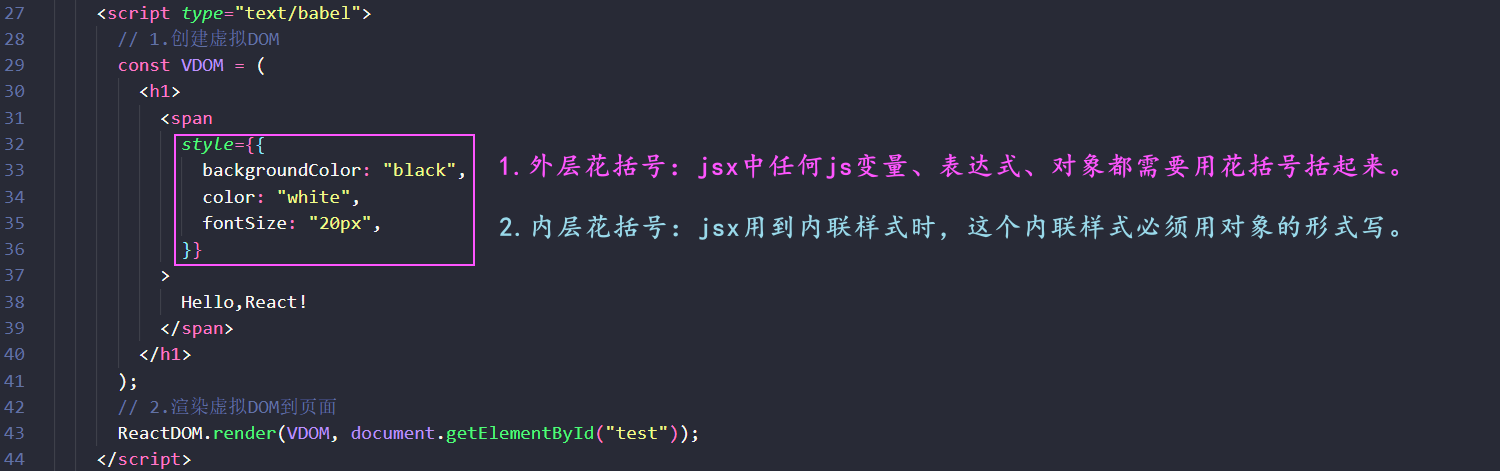 27 <script type="text/babel">
28 // 1.创建虚拟DOM
29 const VDOM = (
30 <h1>
31 <span
32 style={{
33 backgroundColor: "black",
1.外层花括号：jsx中任何js变量、表达式、对象都需要用花括号括起来。
34 color: "white",
35 fontSize: "20px",
2.内层花括号：jsx用到内联样式时，这个内联样式必须用对象的形式写。
36 }}
37 >
38 Hello,React!
39 </span>
40 </h1>
41 );
42 // 2.渲染虚拟DOM到页面
43 ReactDOM.render(VDOM, document.getElementById("test"));
44 </script>